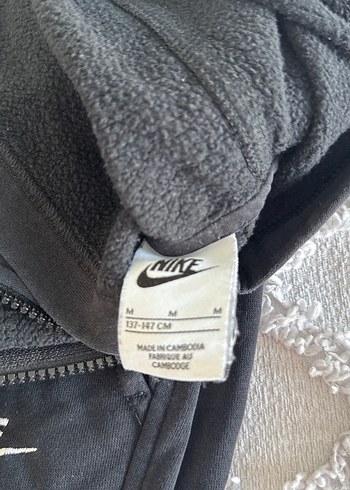 NIKE
M M M
137-147 CM
MADE IN CAMBODIA
FABRIQUE AU
CAMBODGE